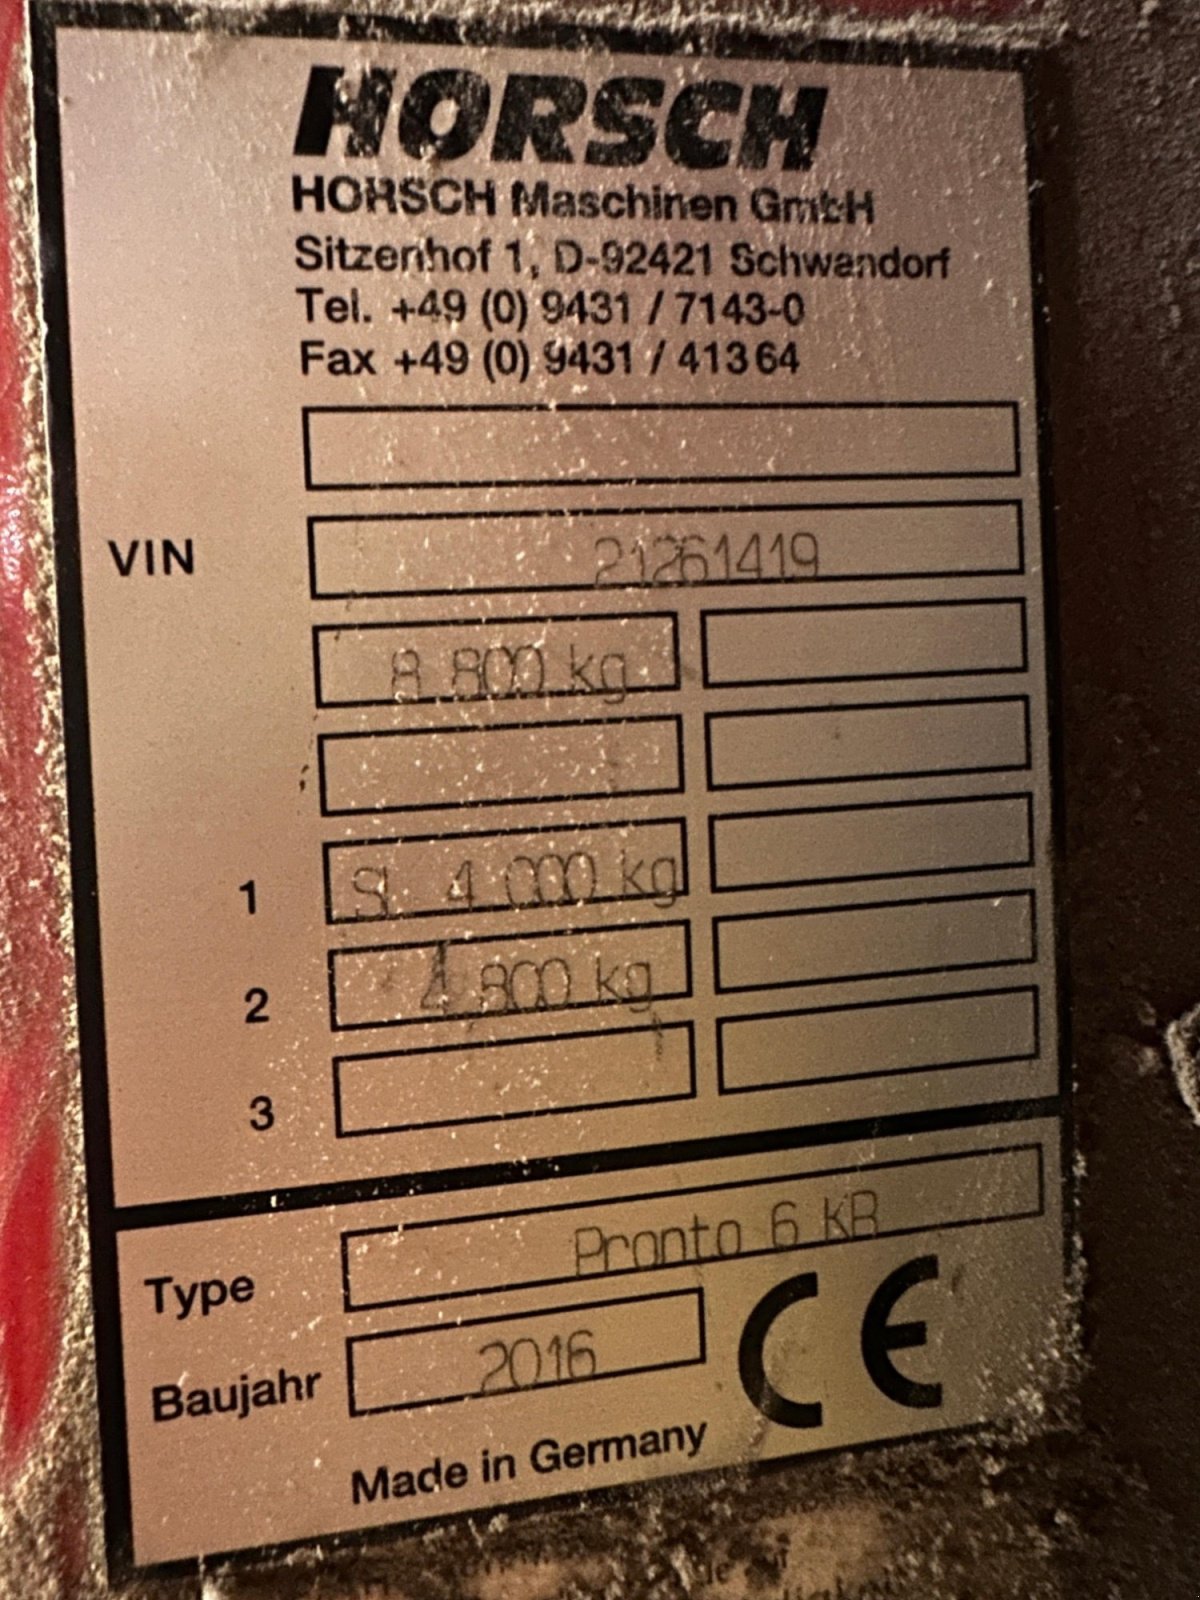 HORSCH
HORSCH Maschinen GmbH
Sitzenhof 1, D-92421 Schwandorf
Tel. +49 (0) 9431 / 7143-0
Fax +49 (0) 9431 / 41364
VIN 21261419
8.800 kg
1 SL 4.000 kg
2 4.800 kg
3
Type Pronto 6 KR
Baujahr 2016
CE
Made in Germany